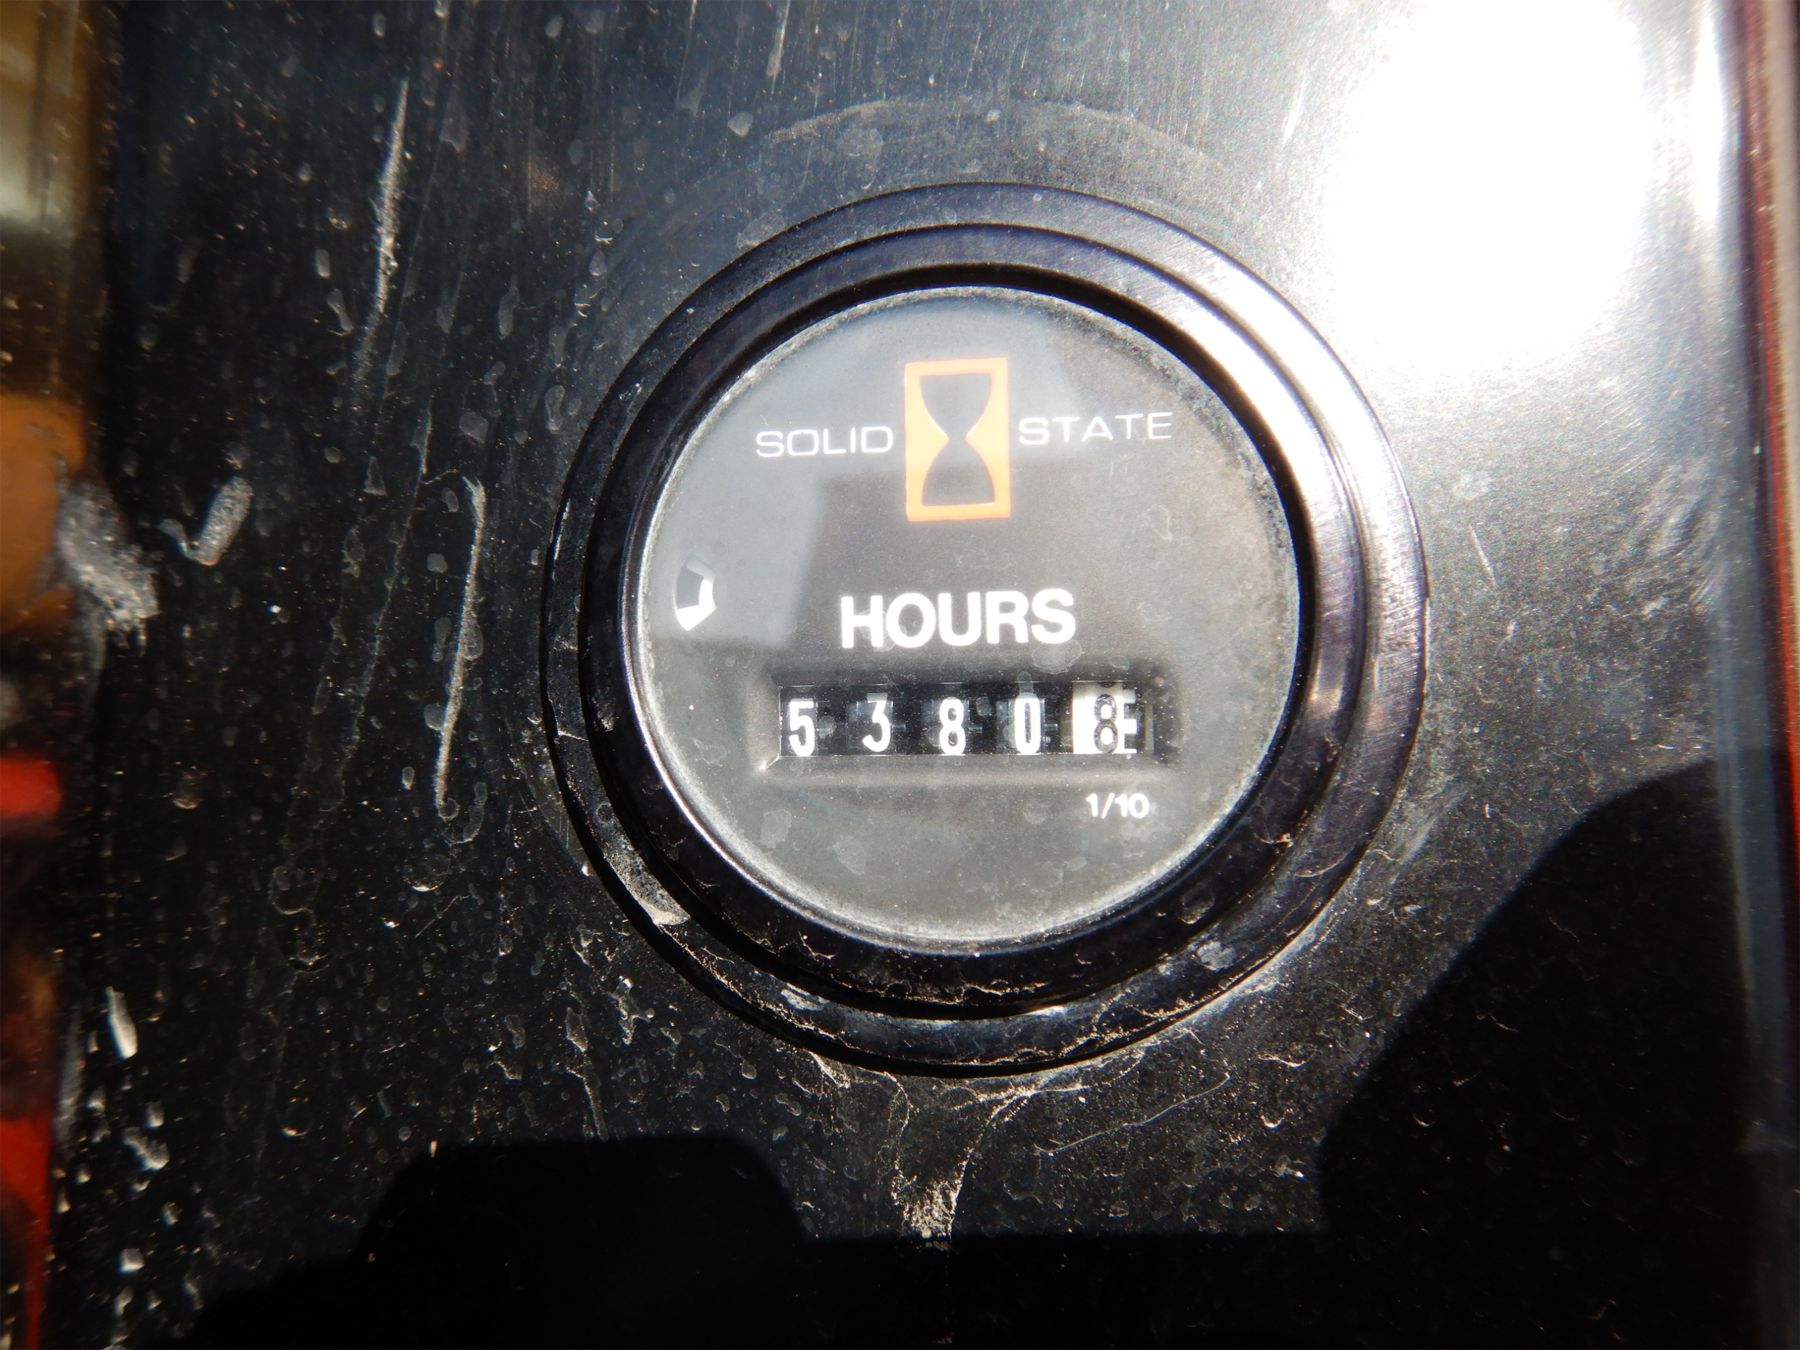 SOLID STATE
HOURS
5 3 8 0 8
1/10